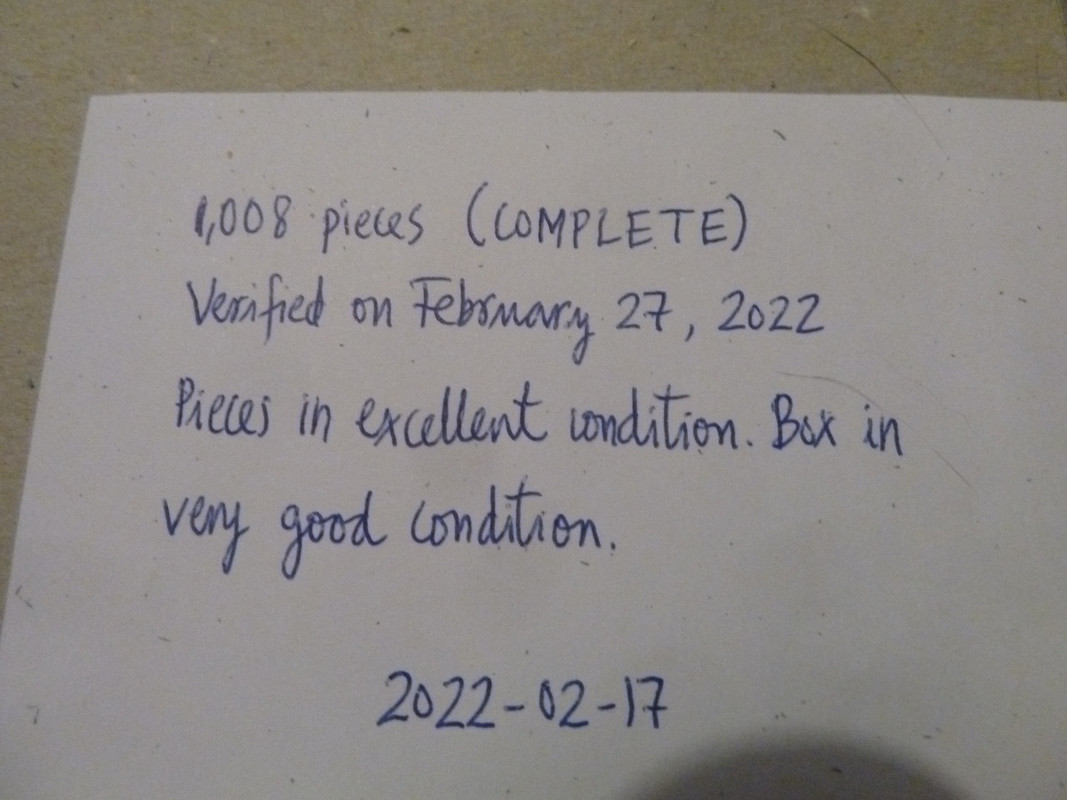 1,008 pieces (COMPLETE)
Verified on February 27, 2022
Pieces in excellent condition. Box in
very good condition.
2022-02-17